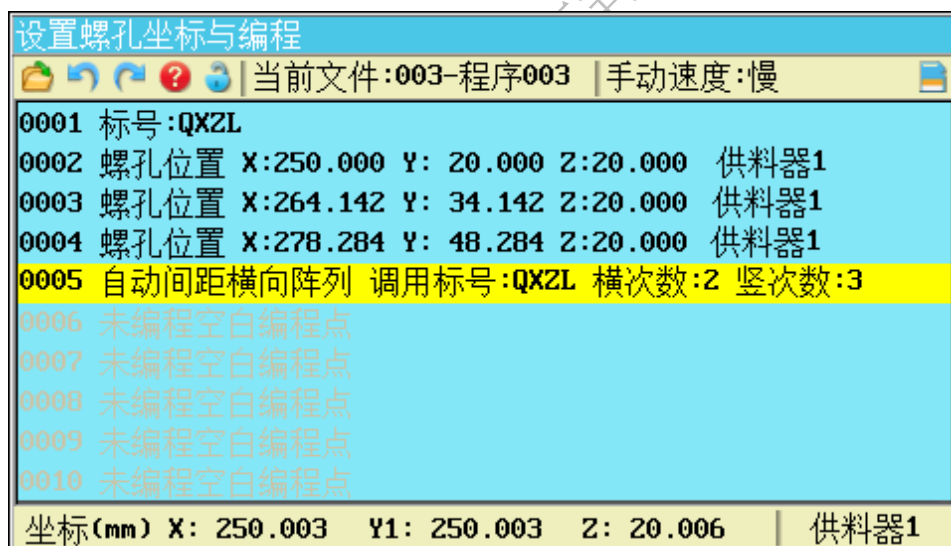 设置螺孔坐标与编程
当前文件:003-程序003 |手动速度:慢
0001 标号:QXZL
0002 螺孔位置 X:250.000 Y: 20.000 Z:20.000 供料器1
0003 螺孔位置 X:264.142 Y: 34.142 Z:20.000 供料器1
0004 螺孔位置 X:278.284 Y: 48.284 Z:20.000 供料器1
0005 自动间距横向阵列 调用标号:QXZL 横次数:2 竖次数:3
0006 未编程空白编程点
0007 未编程空白编程点
0008 未编程空白编程点
0009 未编程空白编程点
0010 未编程空白编程点
坐标(mm) X: 250.003 Y1: 250.003 Z: 20.006 | 供料器1